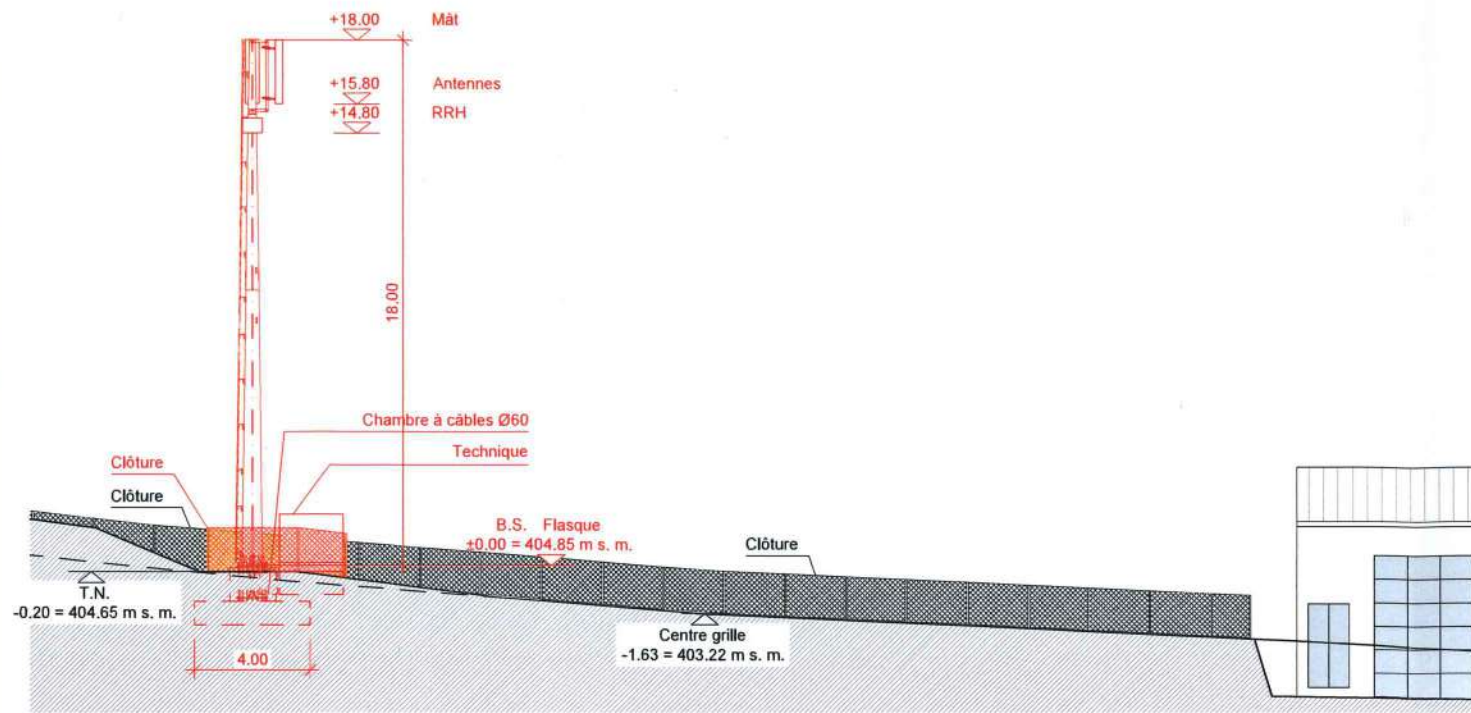 +18.00 Mât
+15.80 Antennes
+14.80 RRH
18.00
Chambre à câbles Ø60
Technique
Clôture
Clôture
B.S. Flasque
±0.00 = 404.85 m s. m.
Clôture
T.N.
-0.20 = 404.65 m s. m.
Centre grille
-1.63 = 403.22 m s. m.
4.00